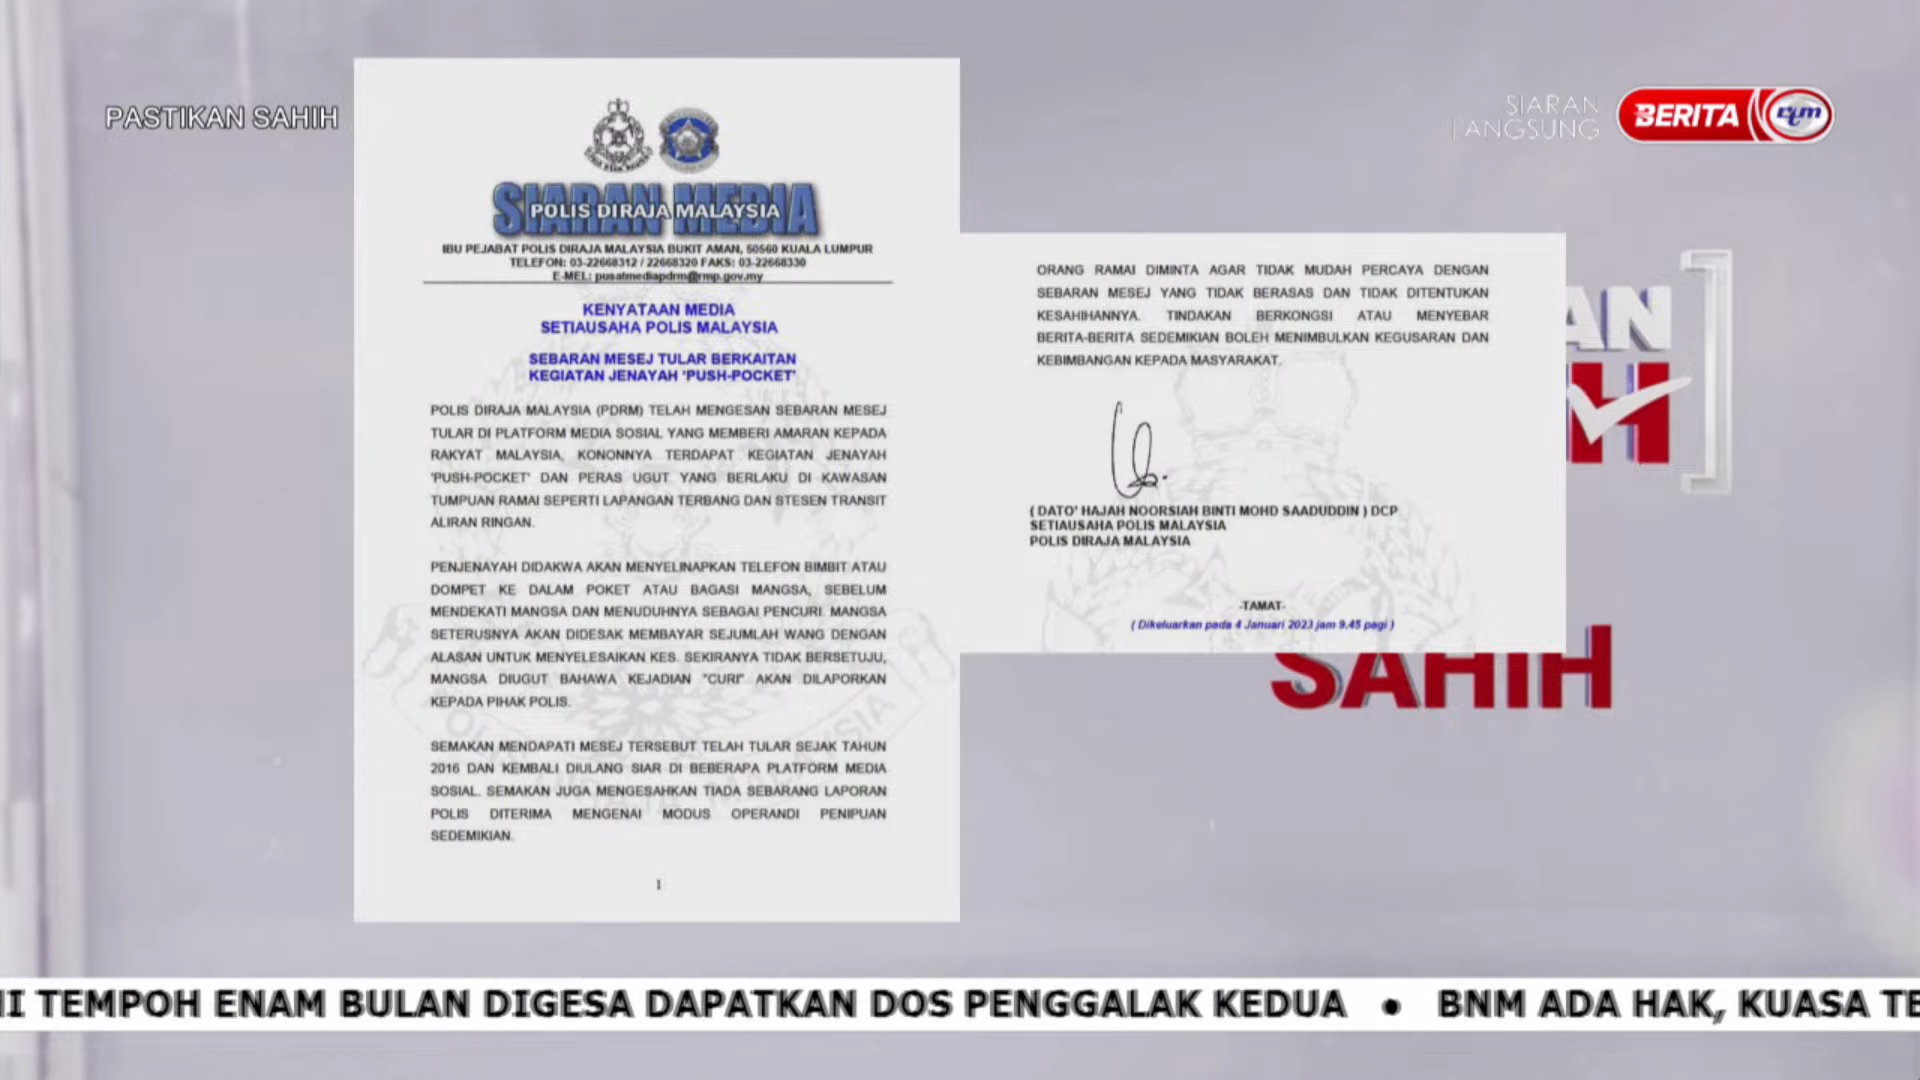 PASTIKAN SAHIH
SIARAN
LANGSUNG
BERITA rtm
SIARAN MEDIA
POLIS DIRAJA MALAYSIA
IBU PEJABAT POLIS DIRAJA MALAYSIA BUKIT AMAN, 50560 KUALA LUMPUR
TELEFON: 03-22668312 / 22668320 FAKS: 03-22668330
E-MEL: pusatmediapdrm@rmp.gov.my
KENYATAAN MEDIA
SETIAUSAHA POLIS MALAYSIA
SEBARAN MESEJ TULAR BERKAITAN
KEGIATAN JENAYAH 'PUSH-POCKET'
POLIS DIRAJA MALAYSIA (PDRM) TELAH MENGESAN SEBARAN MESEJ
TULAR DI PLATFORM MEDIA SOSIAL YANG MEMBERI AMARAN KEPADA
RAKYAT MALAYSIA, KONONNYA TERDAPAT KEGIATAN JENAYAH
'PUSH-POCKET' DAN PERAS UGUT YANG BERLAKU DI KAWASAN
TUMPUAN RAMAI SEPERTI LAPANGAN TERBANG DAN STESEN TRANSIT
ALIRAN RINGAN.
PENJENAYAH DIDAKWA AKAN MENYELINAPKAN TELEFON BIMBIT ATAU
DOMPET KE DALAM POKET ATAU BAGASI MANGSA, SEBELUM
MENDEKATI MANGSA DAN MENUDUHNYA SEBAGAI PENCURI. MANGSA
SETERUSNYA AKAN DIDESAK MEMBAYAR SEJUMLAH WANG DENGAN
ALASAN UNTUK MENYELESAIKAN KES. SEKIRANYA TIDAK BERSETUJU,
MANGSA DIUGUT BAHAWA KEJADIAN "CURI" AKAN DILAPORKAN
KEPADA PIHAK POLIS.
SEMAKAN MENDAPATI MESEJ TERSEBUT TELAH TULAR SEJAK TAHUN
2016 DAN KEMBALI DIULANG SIAR DI BEBERAPA PLATFORM MEDIA
SOSIAL. SEMAKAN JUGA MENGESAHKAN TIADA SEBARANG LAPORAN
POLIS DITERIMA MENGENAI MODUS OPERANDI PENIPUAN
SEDEMIKIAN.
1
ORANG RAMAI DIMINTA AGAR TIDAK MUDAH PERCAYA DENGAN
SEBARAN MESEJ YANG TIDAK BERASAS DAN TIDAK DITENTUKAN
KESAHIHANNYA. TINDAKAN BERKONGSI ATAU MENYEBAR
BERITA-BERITA SEDEMIKIAN BOLEH MENIMBULKAN KEGUSARAN DAN
KEBIMBANGAN KEPADA MASYARAKAT.
( DATO' HAJAH NOORSIAH BINTI MOHD SAADUDDIN ) DCP
SETIAUSAHA POLIS MALAYSIA
POLIS DIRAJA MALAYSIA
-TAMAT-
( Dikeluarkan pada 4 Januari 2023 jam 9.45 pagi )
AN
H
SAHIH
NI TEMPOH ENAM BULAN DIGESA DAPATKAN DOS PENGGALAK KEDUA • BNM ADA HAK, KUASA TE